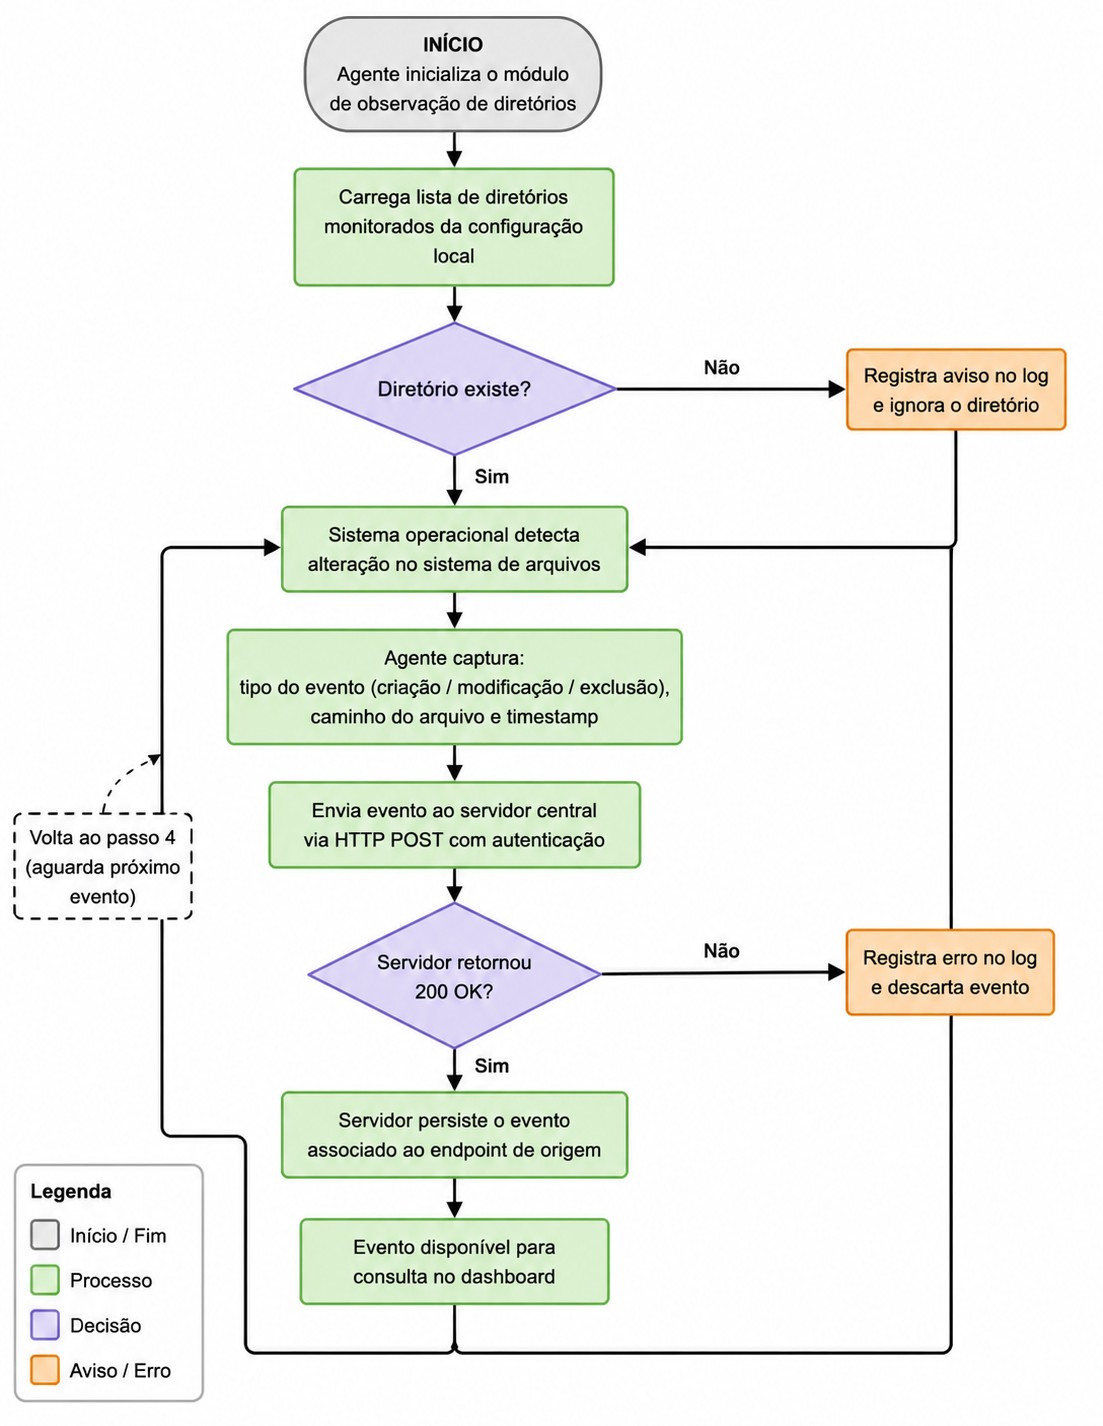 INÍCIO
Agente inicializa o módulo
de observação de diretórios
Carrega lista de diretórios
monitorados da configuração
local
Diretório existe?
Não
Registra aviso no log
e ignora o diretório
Sim
Sistema operacional detecta
alteração no sistema de arquivos
Agente captura:
tipo do evento (criação / modificação / exclusão),
caminho do arquivo e timestamp
Envia evento ao servidor central
via HTTP POST com autenticação
Volta ao passo 4
(aguarda próximo
evento)
Servidor retornou
200 OK?
Não
Registra erro no log
e descarta evento
Sim
Servidor persiste o evento
associado ao endpoint de origem
Evento disponível para
consulta no dashboard
Legenda
Início / Fim
Processo
Decisão
Aviso / Erro